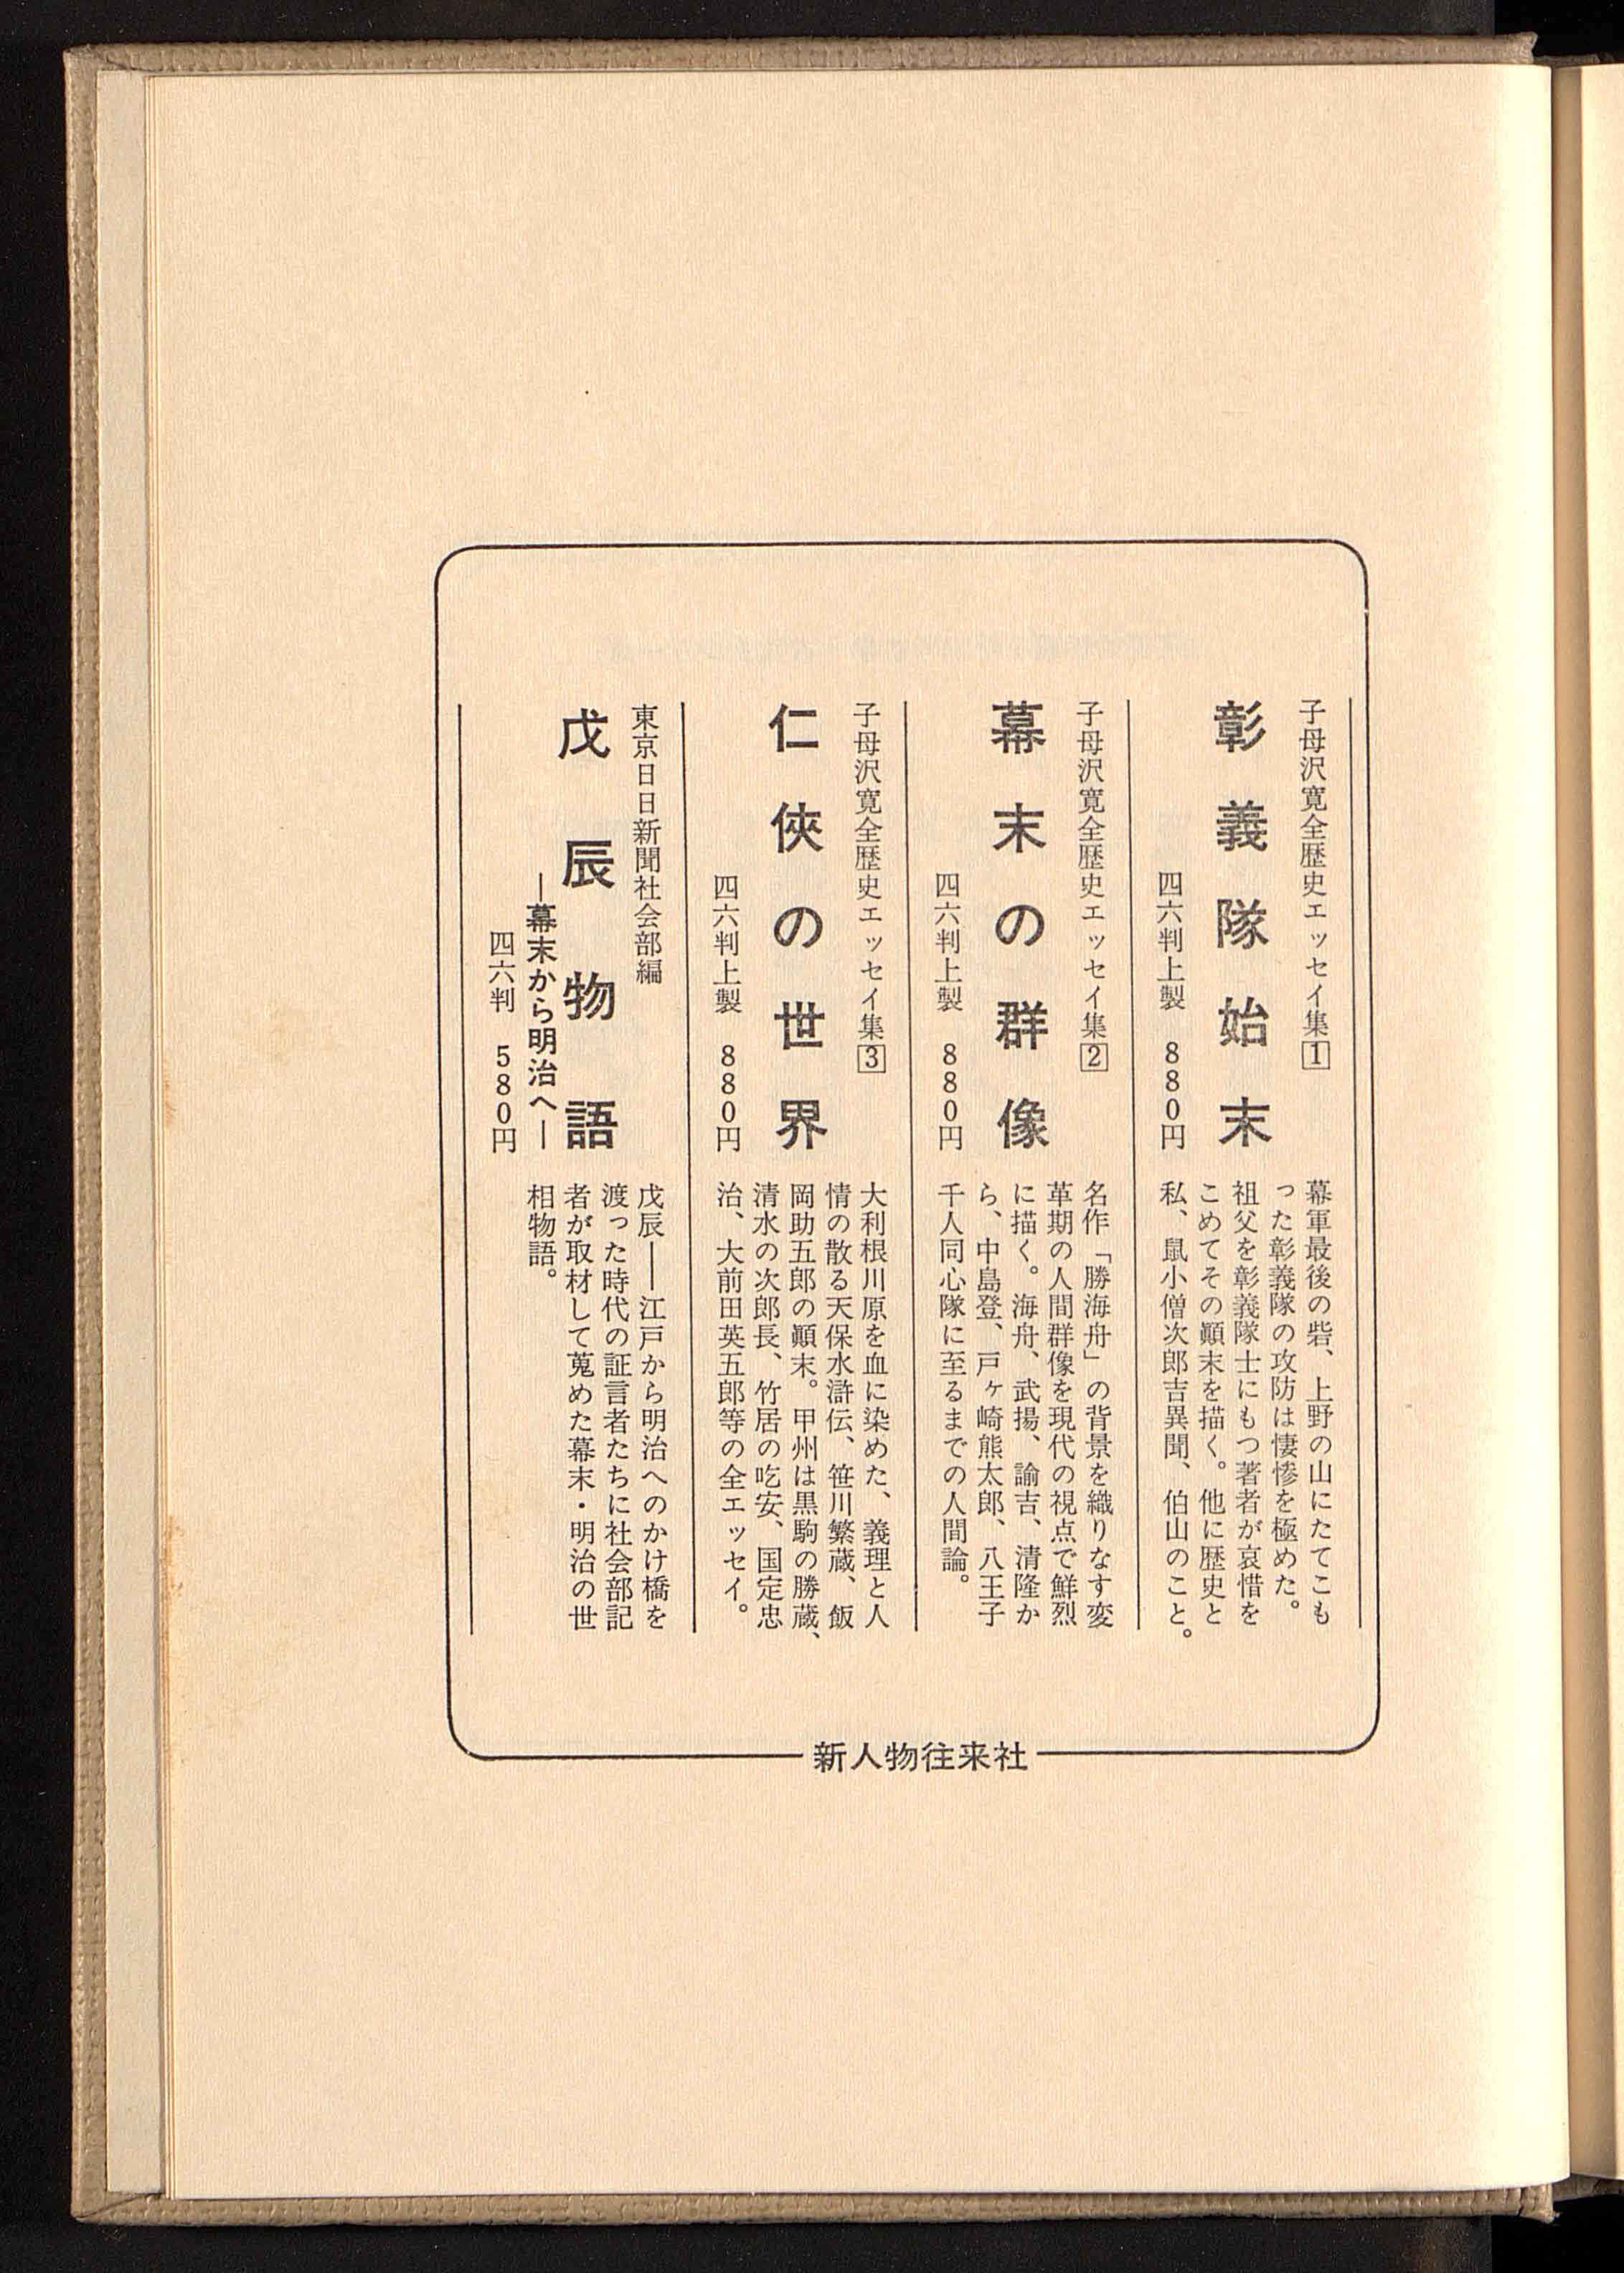 子母沢寛全歴史エッセイ集1
彰義隊始末
四六判上製 880円
幕軍最後の砦、上野の山にたてこも
った彰義隊の攻防は悽惨を極めた。
祖父を彰義隊士にもつ著者が哀惜を
こめてその顚末を描く。他に歴史と
私、鼠小僧次郎吉異聞、伯山のこと。
子母沢寛全歴史エッセイ集2
幕末の群像
四六判上製 880円
名作「勝海舟」の背景を織りなす変
革期の人間群像を現代の視点で鮮烈
に描く。海舟、武揚、諭吉、清隆か
ら、中島登、戸ヶ崎熊太郎、八王子
千人同心隊に至るまでの人間論。
子母沢寛全歴史エッセイ集3
仁俠の世界
四六判上製 880円
大利根川原を血に染めた、義理と人
情の散る天保水滸伝、笹川繁蔵、飯
岡助五郎の顚末。甲州は黒駒の勝蔵、
清水の次郎長、竹居の吃安、国定忠
治、大前田英五郎等の全エッセイ。
東京日日新聞社会部編
戊辰物語
―幕末から明治へ―
四六判 580円
戊辰――江戸から明治へのかけ橋を
渡った時代の証言者たちに社会部記
者が取材して蒐めた幕末・明治の世
相物語。
新人物往来社